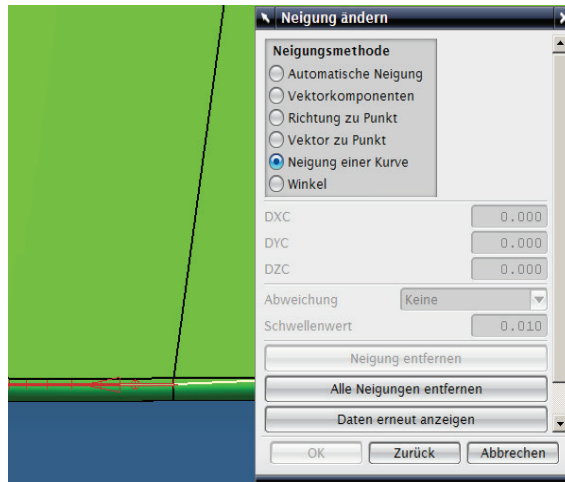 Neigung ändern
Neigungsmethode
Automatische Neigung
Vektorkomponenten
Richtung zu Punkt
Vektor zu Punkt
Neigung einer Kurve
Winkel
DXC 0.000
DYC 0.000
DZC 0.000
Abweichung Keine
Schwellenwert 0.010
Neigung entfernen
Alle Neigungen entfernen
Daten erneut anzeigen
OK Zurück Abbrechen